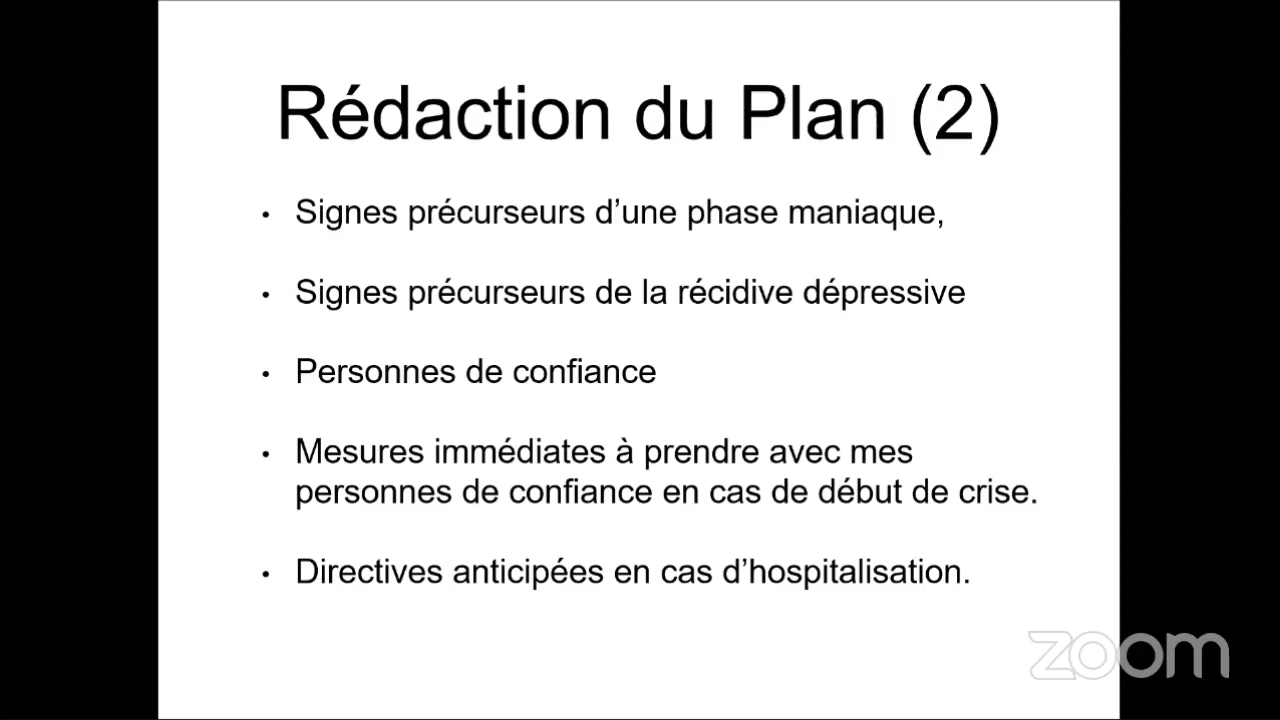 Rédaction du Plan (2)
• Signes précurseurs d’une phase maniaque,
• Signes précurseurs de la récidive dépressive
• Personnes de confiance
• Mesures immédiates à prendre avec mes
personnes de confiance en cas de début de crise.
• Directives anticipées en cas d’hospitalisation.
zoom